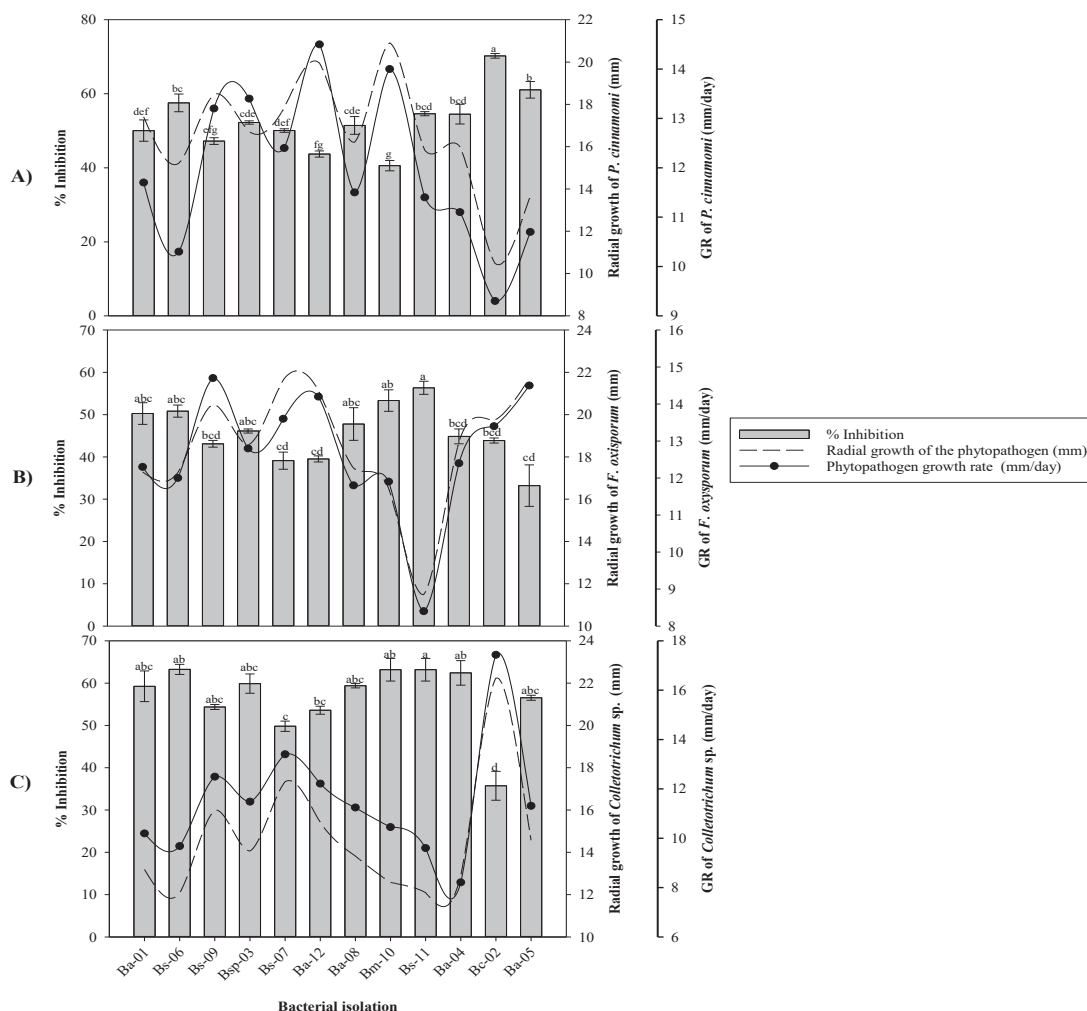 A)
% Inhibition
80
60
40
20
0
def
bc
efg
cde
def
fg
cde
g
bcd
bcd
a
b
22
20
18
16
14
12
10
8
Radial growth of P. cinnamomi (mm)
15
14
13
12
11
10
9
GR of P. cinnamomi (mm/day)
B)
% Inhibition
70
60
50
40
30
20
10
0
abc
abc
bcd
abc
cd
cd
abc
ab
a
bcd
bcd
cd
24
22
20
18
16
14
12
10
Radial growth of F. oxisporum (mm)
16
15
14
13
12
11
10
9
8
GR of F. oxysporum (mm/day)
% Inhibition
Radial growth of the phytopathogen (mm)
Phytopathogen growth rate (mm/day)
C)
% Inhibition
70
60
50
40
30
20
10
0
abc
ab
abc
abc
c
bc
abc
ab
a
ab
d
abc
24
22
20
18
16
14
12
10
Radial growth of Colletotrichum sp. (mm)
18
16
14
12
10
8
6
GR of Colletotrichum sp. (mm/day)
Ba-01
Bs-06
Bs-09
Bsp-03
Bs-07
Ba-12
Ba-08
Bm-10
Bs-11
Ba-04
Bc-02
Ba-05
Bacterial isolation